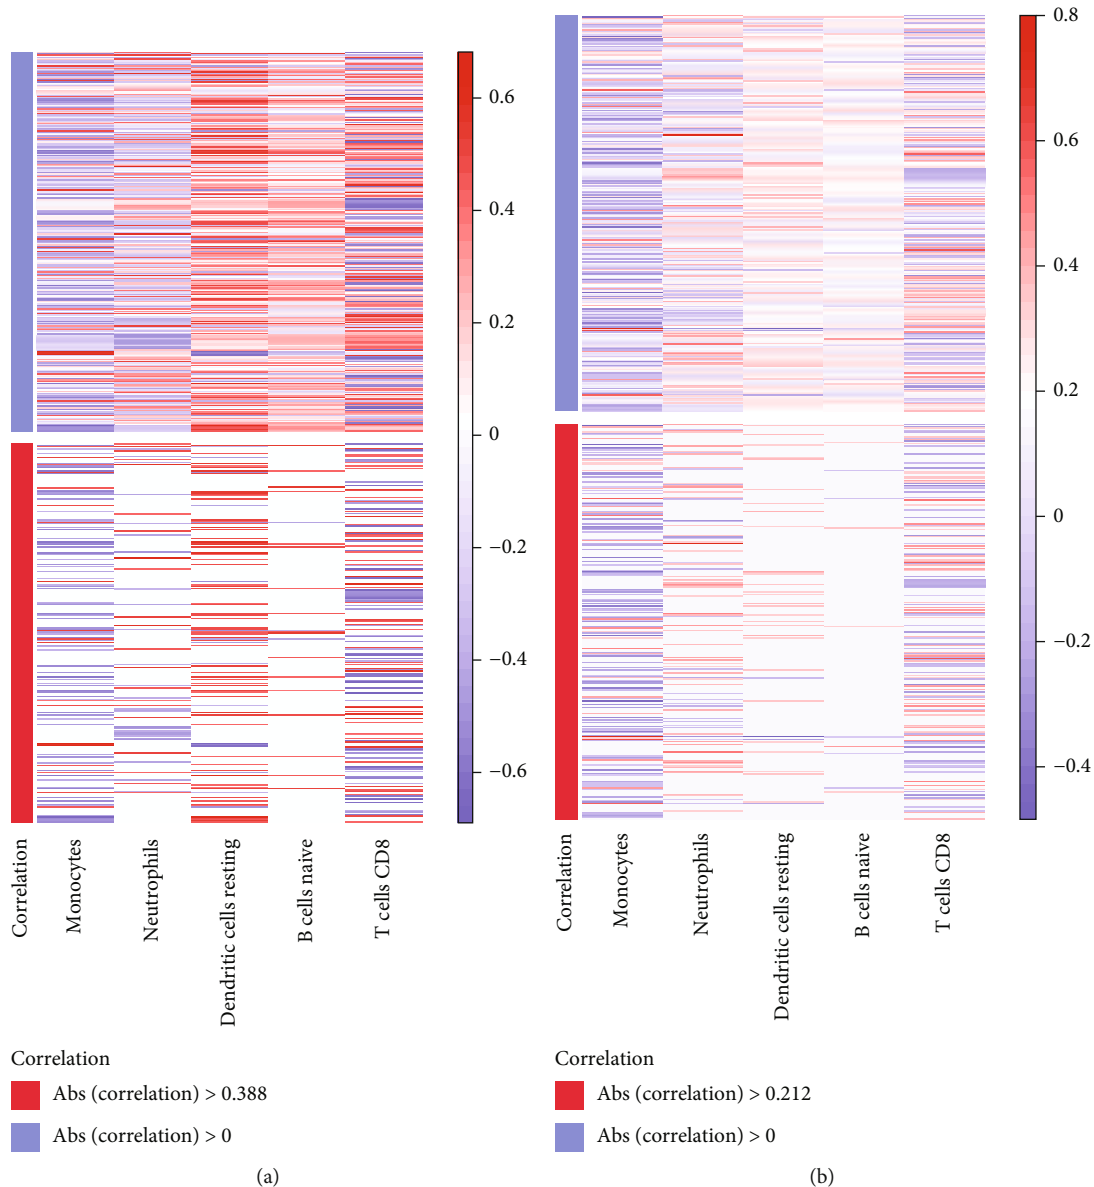 0.6
0.4
0.2
0
−0.2
−0.4
−0.6
Correlation
Monocytes
Neutrophils
Dendritic cells resting
B cells naive
T cells CD8
Correlation
Abs (correlation) > 0.388
Abs (correlation) > 0
(a)
0.8
0.6
0.4
0.2
0
−0.2
−0.4
Correlation
Monocytes
Neutrophils
Dendritic cells resting
B cells naive
T cells CD8
Correlation
Abs (correlation) > 0.212
Abs (correlation) > 0
(b)